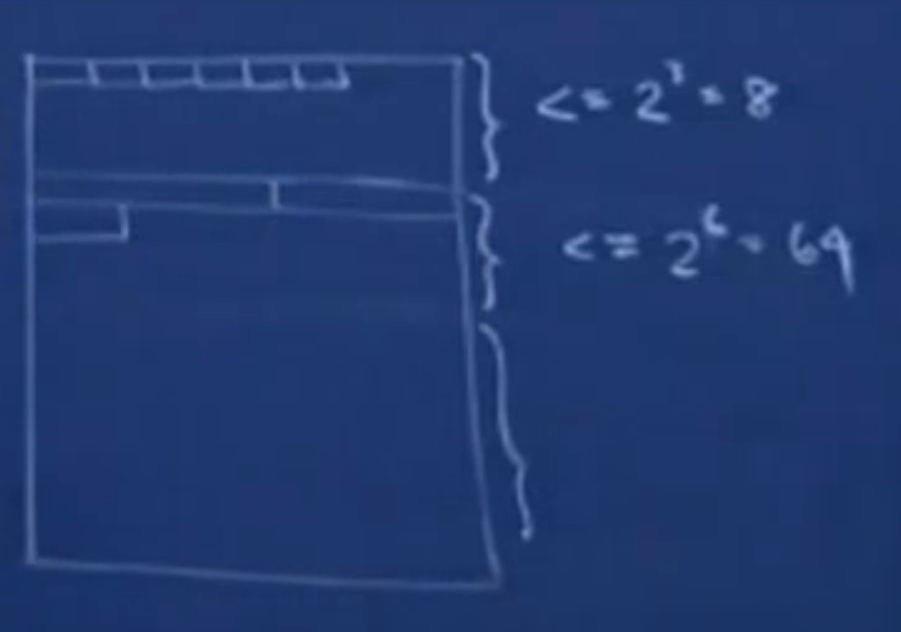 <= 2³ = 8
<= 2⁶ = 64